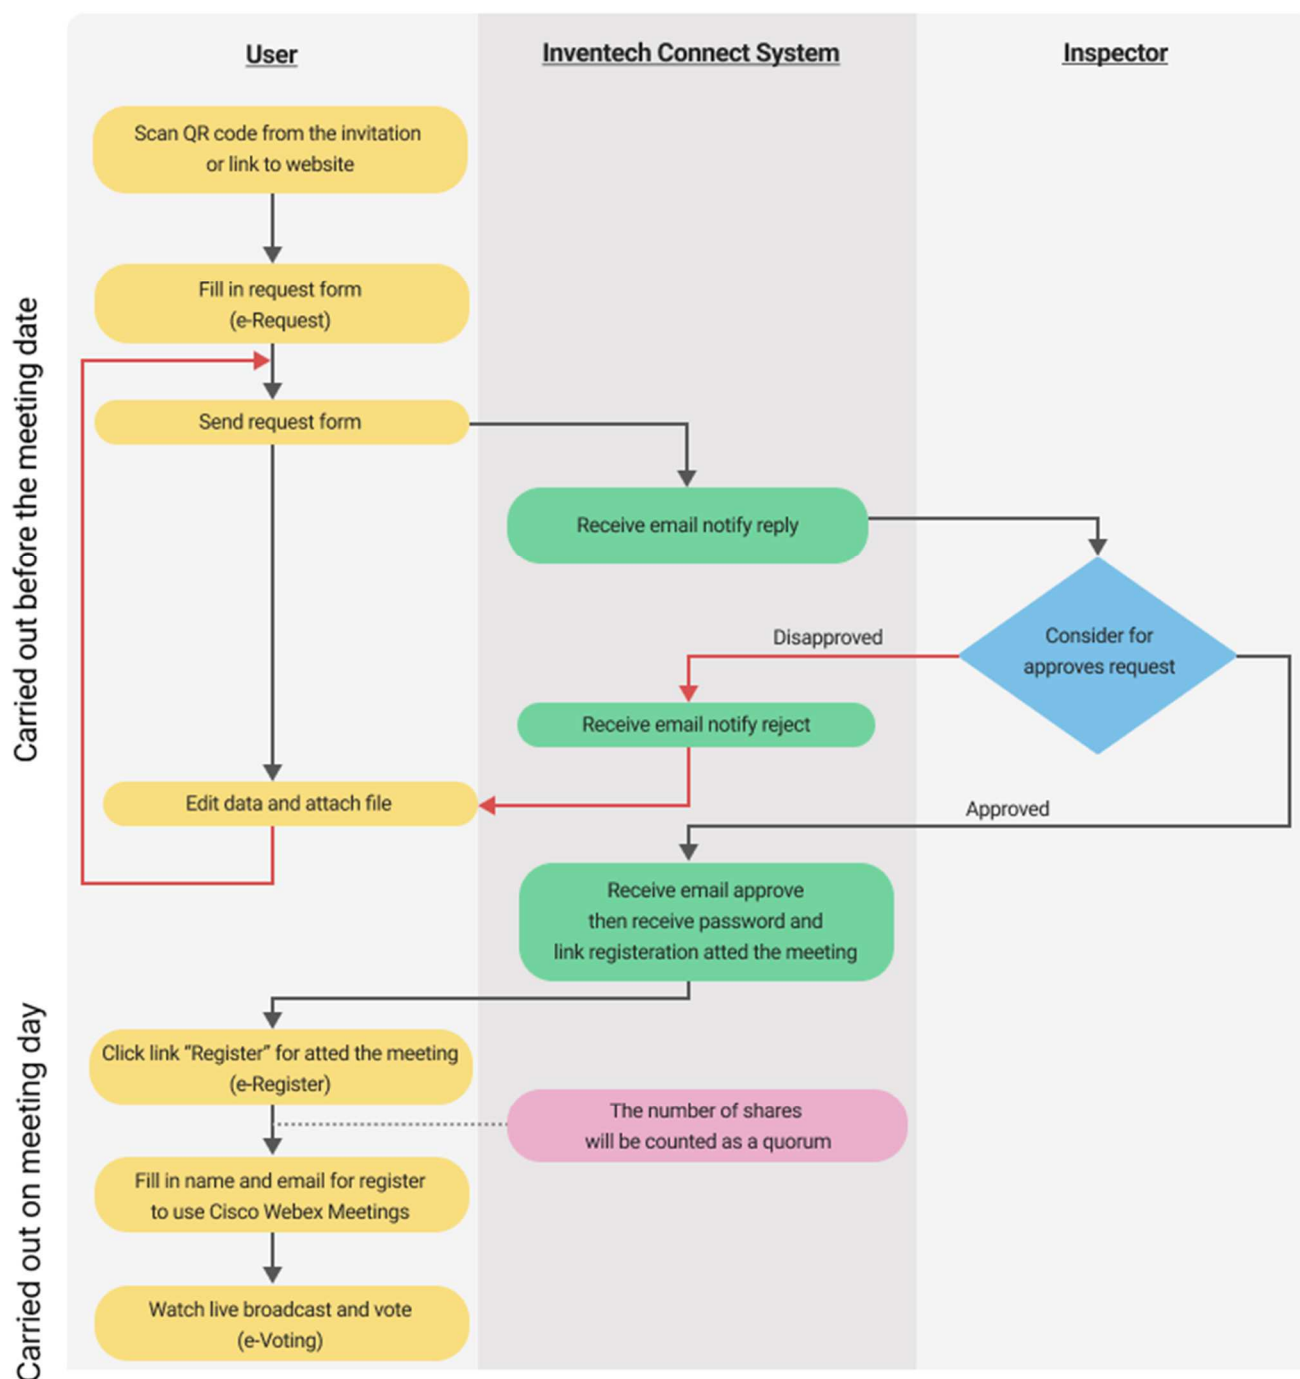 User
Inventech Connect System
Inspector
Carried out before the meeting date
Scan QR code from the invitation
or link to website
Fill in request form
(e-Request)
Send request form
Receive email notify reply
Consider for
approves request
Disapproved
Receive email notify reject
Edit data and attach file
Approved
Receive email approve
then receive password and
link registeration atted the meeting
Carried out on meeting day
Click link “Register” for atted the meeting
(e-Register)
The number of shares
will be counted as a quorum
Fill in name and email for register
to use Cisco Webex Meetings
Watch live broadcast and vote
(e-Voting)